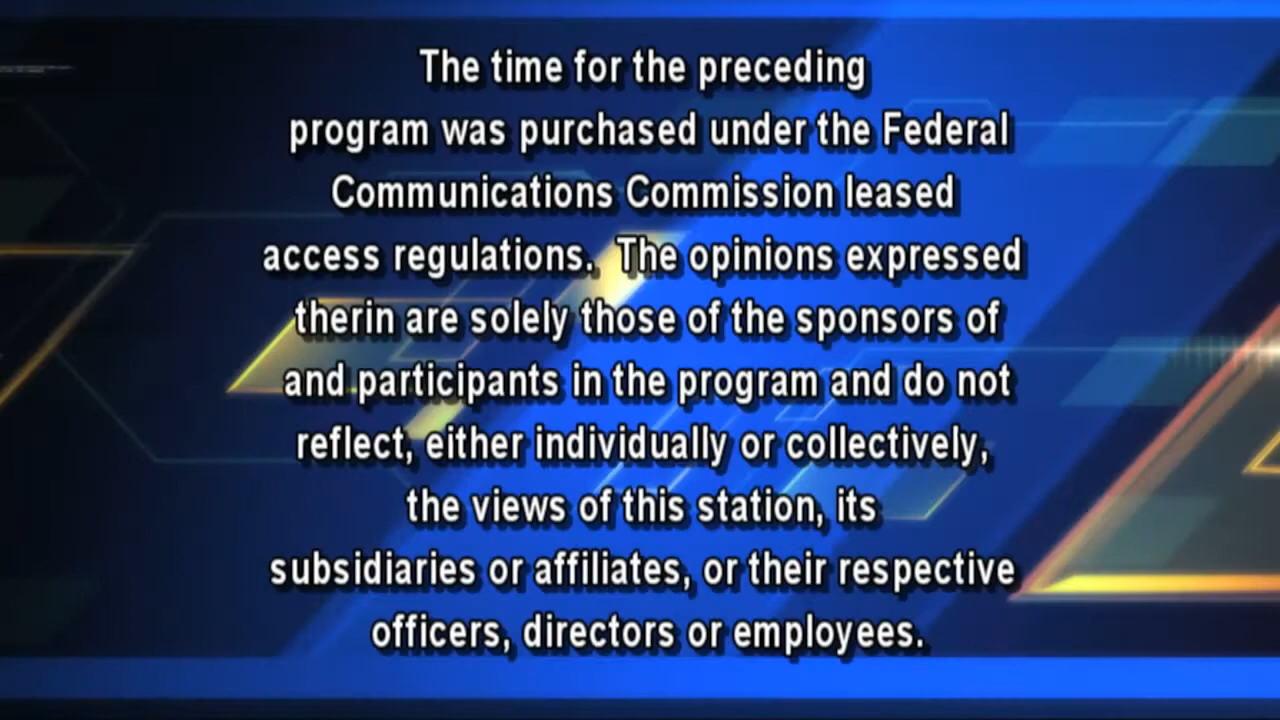 The time for the preceding
program was purchased under the Federal
Communications Commission leased
access regulations.  The opinions expressed
therin are solely those of the sponsors of
and participants in the program and do not
reflect, either individually or collectively,
the views of this station, its
subsidiaries or affiliates, or their respective
officers, directors or employees.